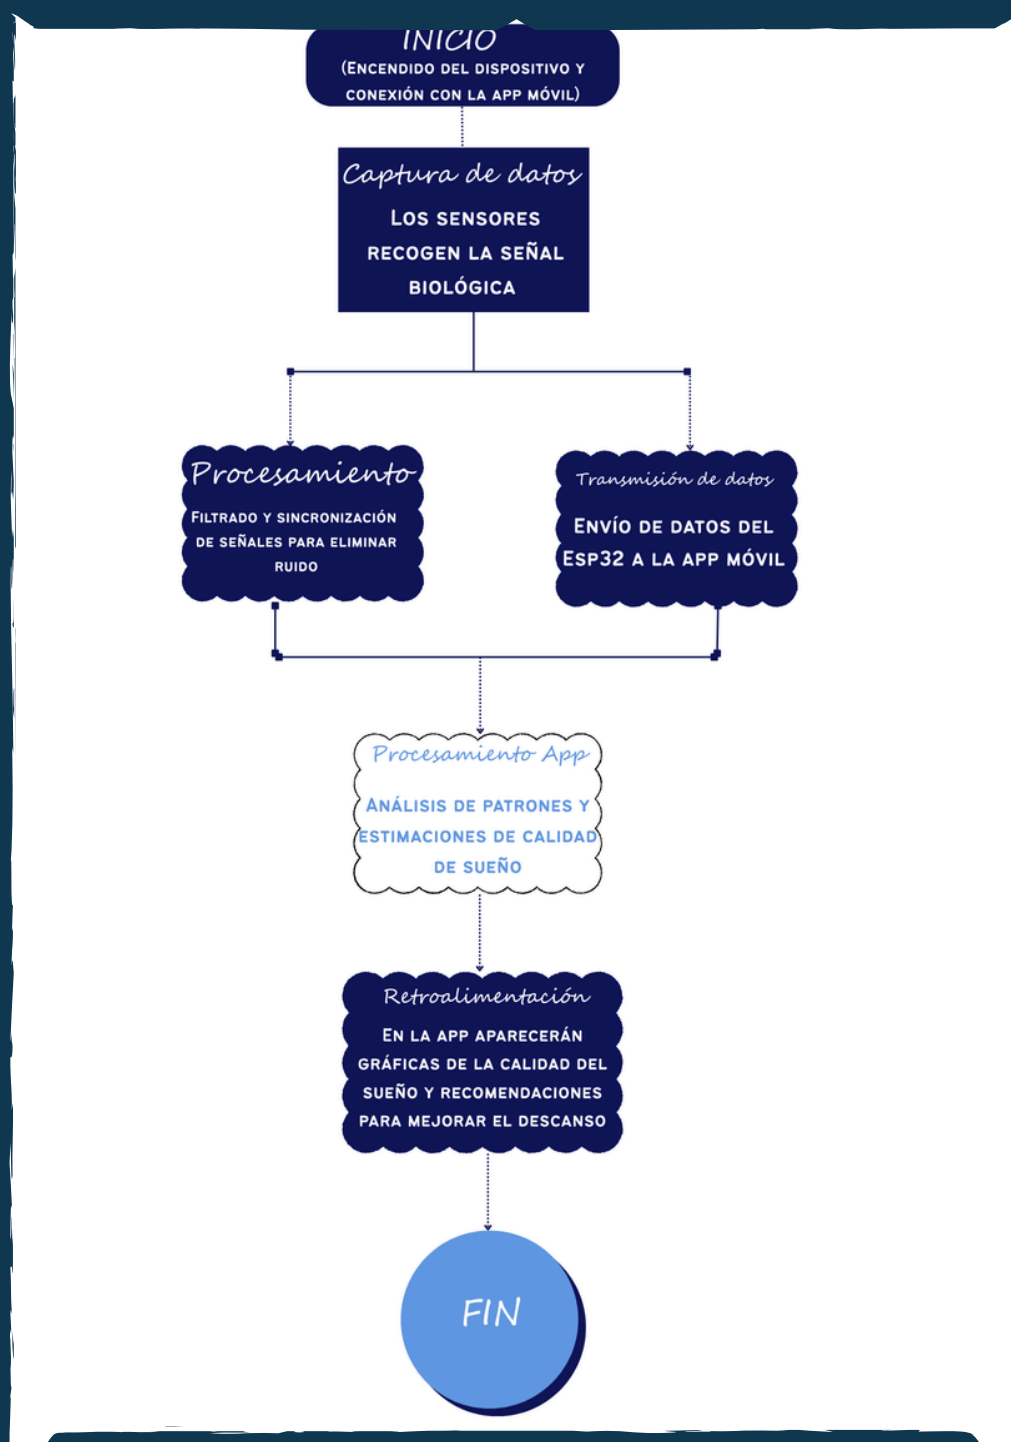 INICIO
(Encendido del dispositivo y
conexión con la app móvil)
Captura de datos
Los sensores
recogen la señal
biológica
Procesamiento
Filtrado y sincronización
de señales para eliminar
ruido
Transmisión de datos
Envío de datos del
Esp32 a la app móvil
Procesamiento App
Análisis de patrones y
estimaciones de calidad
de sueño
Retroalimentación
En la app aparecerán
gráficas de la calidad del
sueño y recomendaciones
para mejorar el descanso
FIN